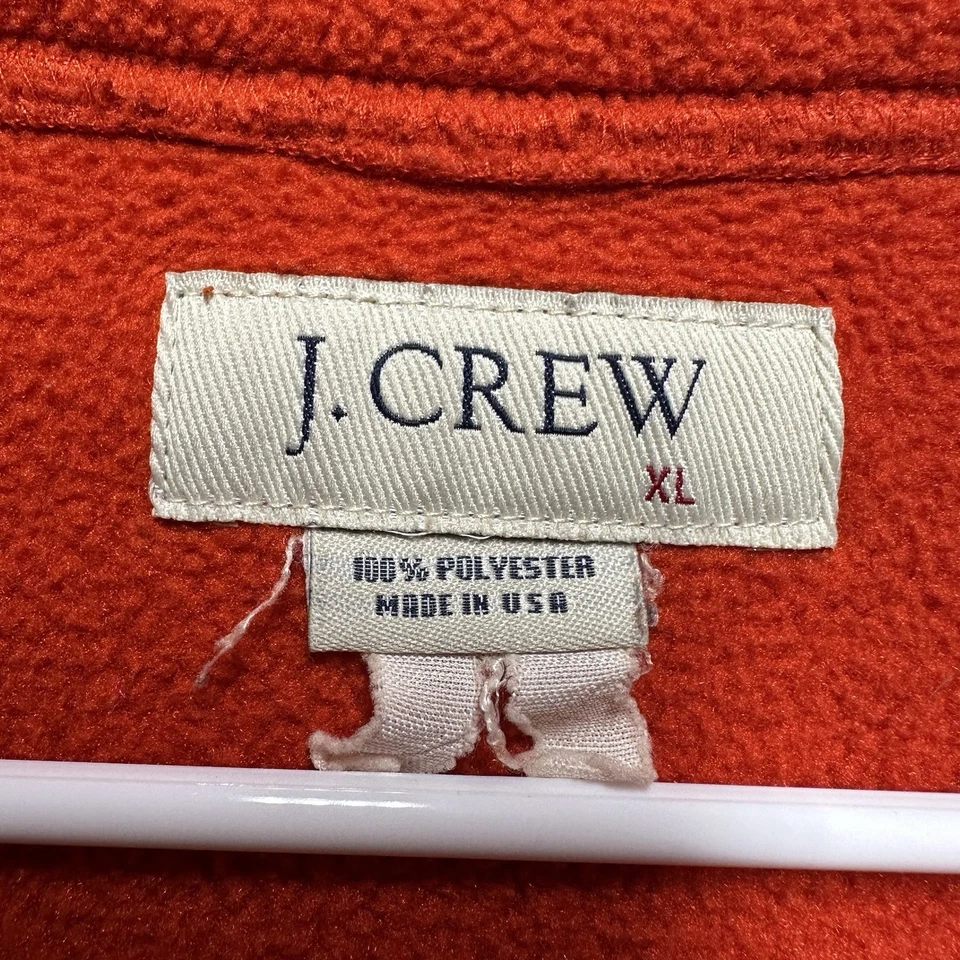 J. CREW
XL
100% POLYESTER
MADE IN USA